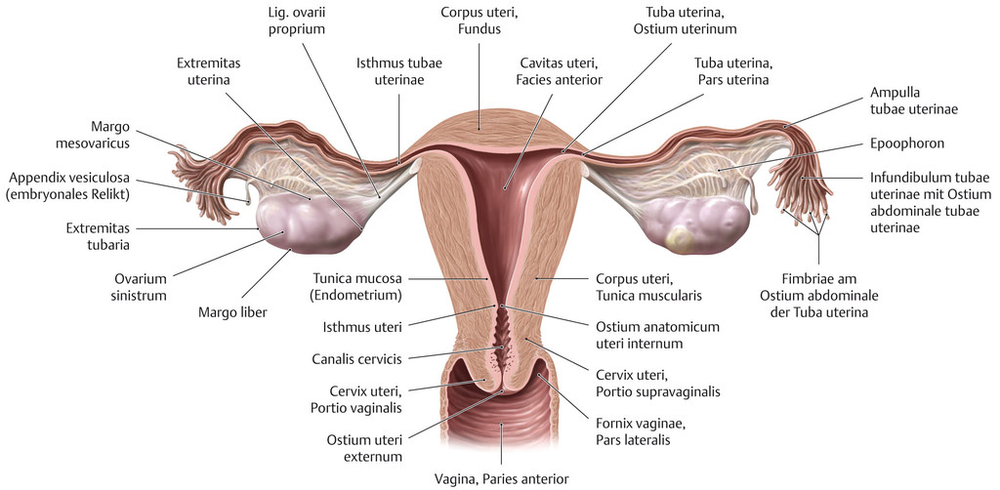 Lig. ovarii
proprium
Corpus uteri,
Fundus
Tuba uterina,
Ostium uterinum
Extremitas
uterina
Isthmus tubae
uterinae
Cavitas uteri,
Facies anterior
Tuba uterina,
Pars uterina
Ampulla
tubae uterinae
Margo
mesovaricus
Epoophoron
Appendix vesiculosa
(embryonales Relikt)
Infundibulum tubae
uterinae mit Ostium
abdominale tubae
uterinae
Extremitas
tubaria
Ovarium
sinistrum
Margo liber
Tunica mucosa
(Endometrium)
Corpus uteri,
Tunica muscularis
Fimbriae am
Ostium abdominale
der Tuba uterina
Isthmus uteri
Ostium anatomicum
uteri internum
Canalis cervicis
Cervix uteri,
Portio supravaginalis
Cervix uteri,
Portio vaginalis
Fornix vaginae,
Pars lateralis
Ostium uteri
externum
Vagina, Paries anterior